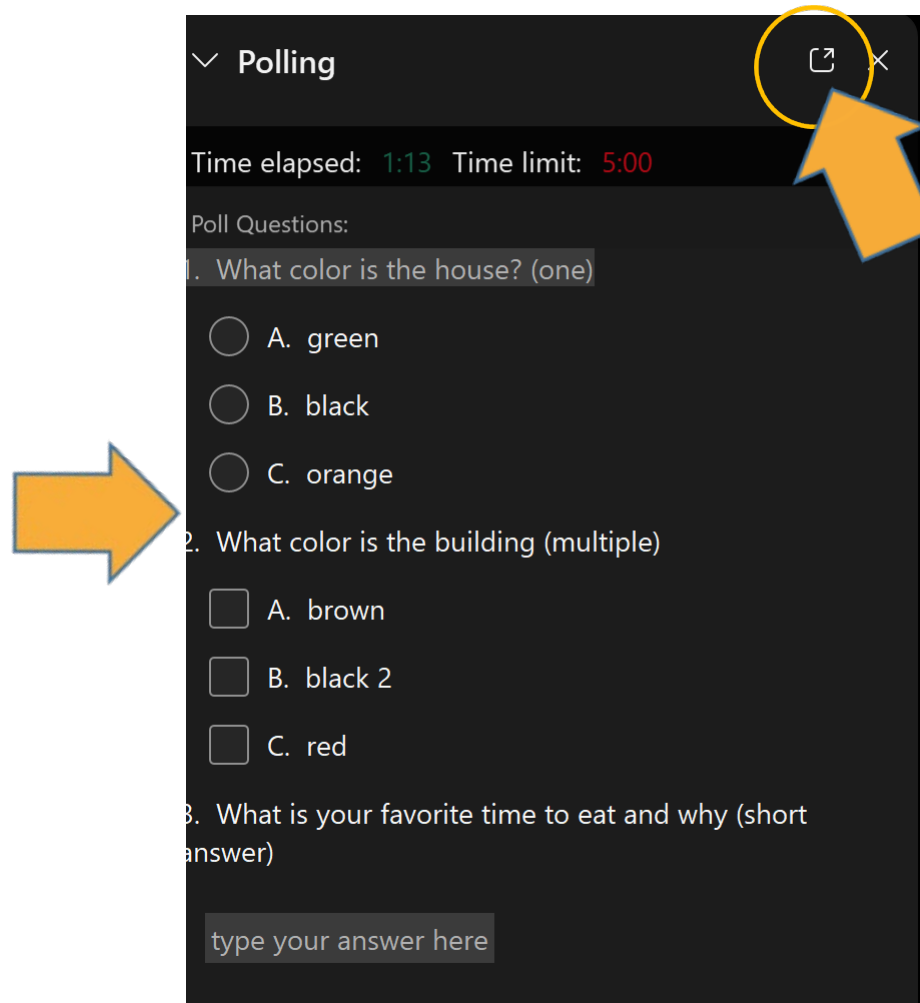 Polling
Time elapsed: 1:13 Time limit: 5:00
Poll Questions:
1. What color is the house? (one)
A. green
B. black
C. orange
2. What color is the building (multiple)
A. brown
B. black 2
C. red
3. What is your favorite time to eat and why (short
answer)
type your answer here